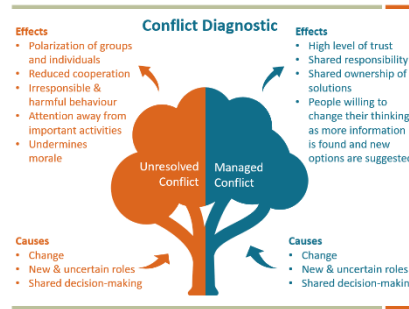 Conflict Diagnostic
Effects
• Polarization of groups
and individuals
• Reduced cooperation
• Irresponsible &
harmful behaviour
• Attention away from
important activities
• Undermines
morale
Effects
• High level of trust
• Shared responsibility
• Shared ownership of
solutions
• People willing to
change their thinking
as more information
is found and new
options are suggested
Unresolved
Conflict
Managed
Conflict
Causes
• Change
• New & uncertain roles
• Shared decision-making
Causes
• Change
• New & uncertain roles
• Shared decision-making